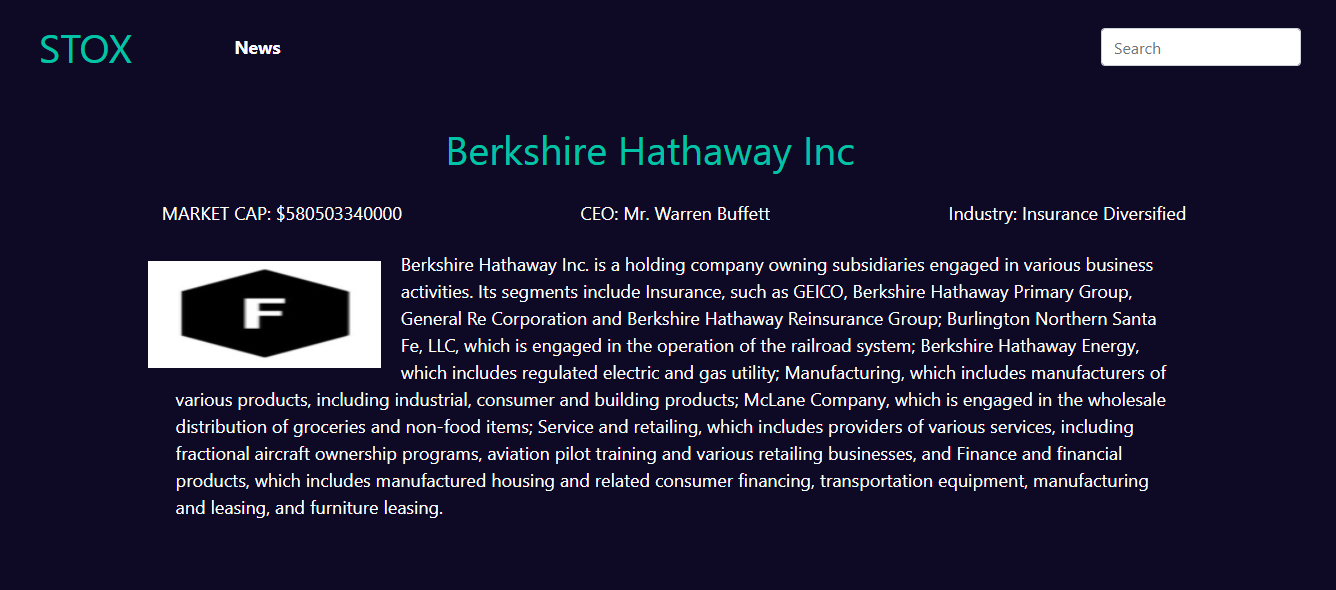 STOX
News
Search
Berkshire Hathaway Inc
MARKET CAP: $580503340000
CEO: Mr. Warren Buffett
Industry: Insurance Diversified
F
Berkshire Hathaway Inc. is a holding company owning subsidiaries engaged in various business
activities. Its segments include Insurance, such as GEICO, Berkshire Hathaway Primary Group,
General Re Corporation and Berkshire Hathaway Reinsurance Group; Burlington Northern Santa
Fe, LLC, which is engaged in the operation of the railroad system; Berkshire Hathaway Energy,
which includes regulated electric and gas utility; Manufacturing, which includes manufacturers of
various products, including industrial, consumer and building products; McLane Company, which is engaged in the wholesale
distribution of groceries and non-food items; Service and retailing, which includes providers of various services, including
fractional aircraft ownership programs, aviation pilot training and various retailing businesses, and Finance and financial
products, which includes manufactured housing and related consumer financing, transportation equipment, manufacturing
and leasing, and furniture leasing.